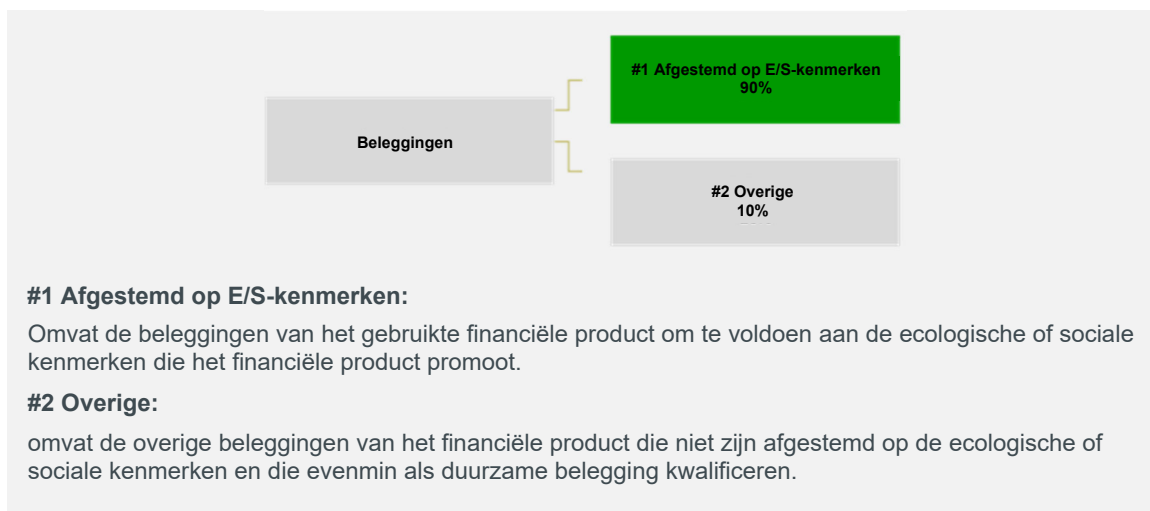 #1 Afgestemd op E/S-kenmerken
90%
Beleggingen
#2 Overige
10%
#1 Afgestemd op E/S-kenmerken:
Omvat de beleggingen van het gebruikte financiële product om te voldoen aan de ecologische of sociale
kenmerken die het financiële product promoot.
#2 Overige:
omvat de overige beleggingen van het financiële product die niet zijn afgestemd op de ecologische of
sociale kenmerken en die evenmin als duurzame belegging kwalificeren.